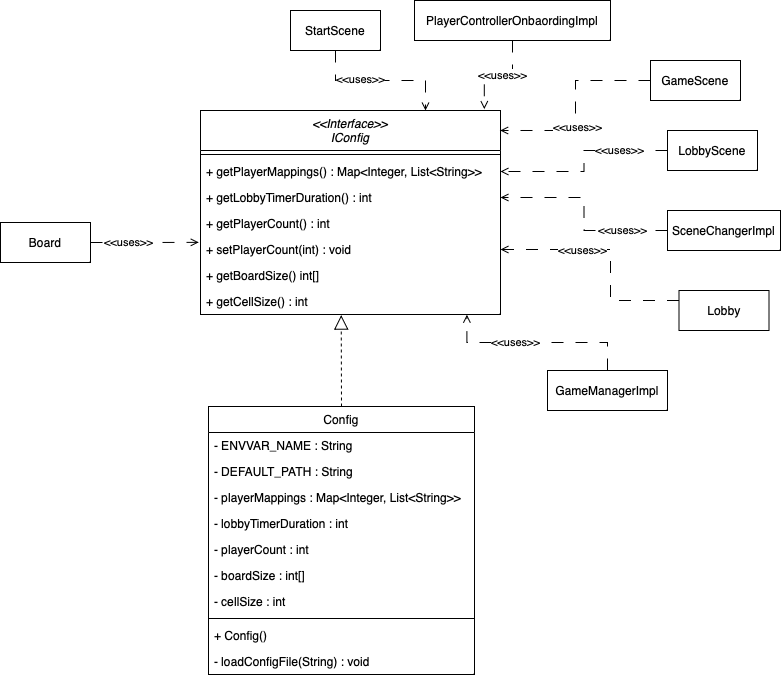 PlayerControllerOnbaordingImpl
StartScene
<<uses>>
<<uses>>
GameScene
<<Interface>>
IConfig
<<uses>>
<<uses>>
LobbyScene
+ getPlayerMappings() : Map<Integer, List<String>>
+ getLobbyTimerDuration() : int
+ getPlayerCount() : int
<<uses>>
SceneChangerImpl
Board
<<uses>>
+ setPlayerCount(int) : void
<<uses>>
+ getBoardSize() int[]
+ getCellSize() : int
Lobby
<<uses>>
GameManagerImpl
Config
- ENVVAR_NAME : String
- DEFAULT_PATH : String
- playerMappings : Map<Integer, List<String>>
- lobbyTimerDuration : int
- playerCount : int
- boardSize : int[]
- cellSize : int
+ Config()
- loadConfigFile(String) : void